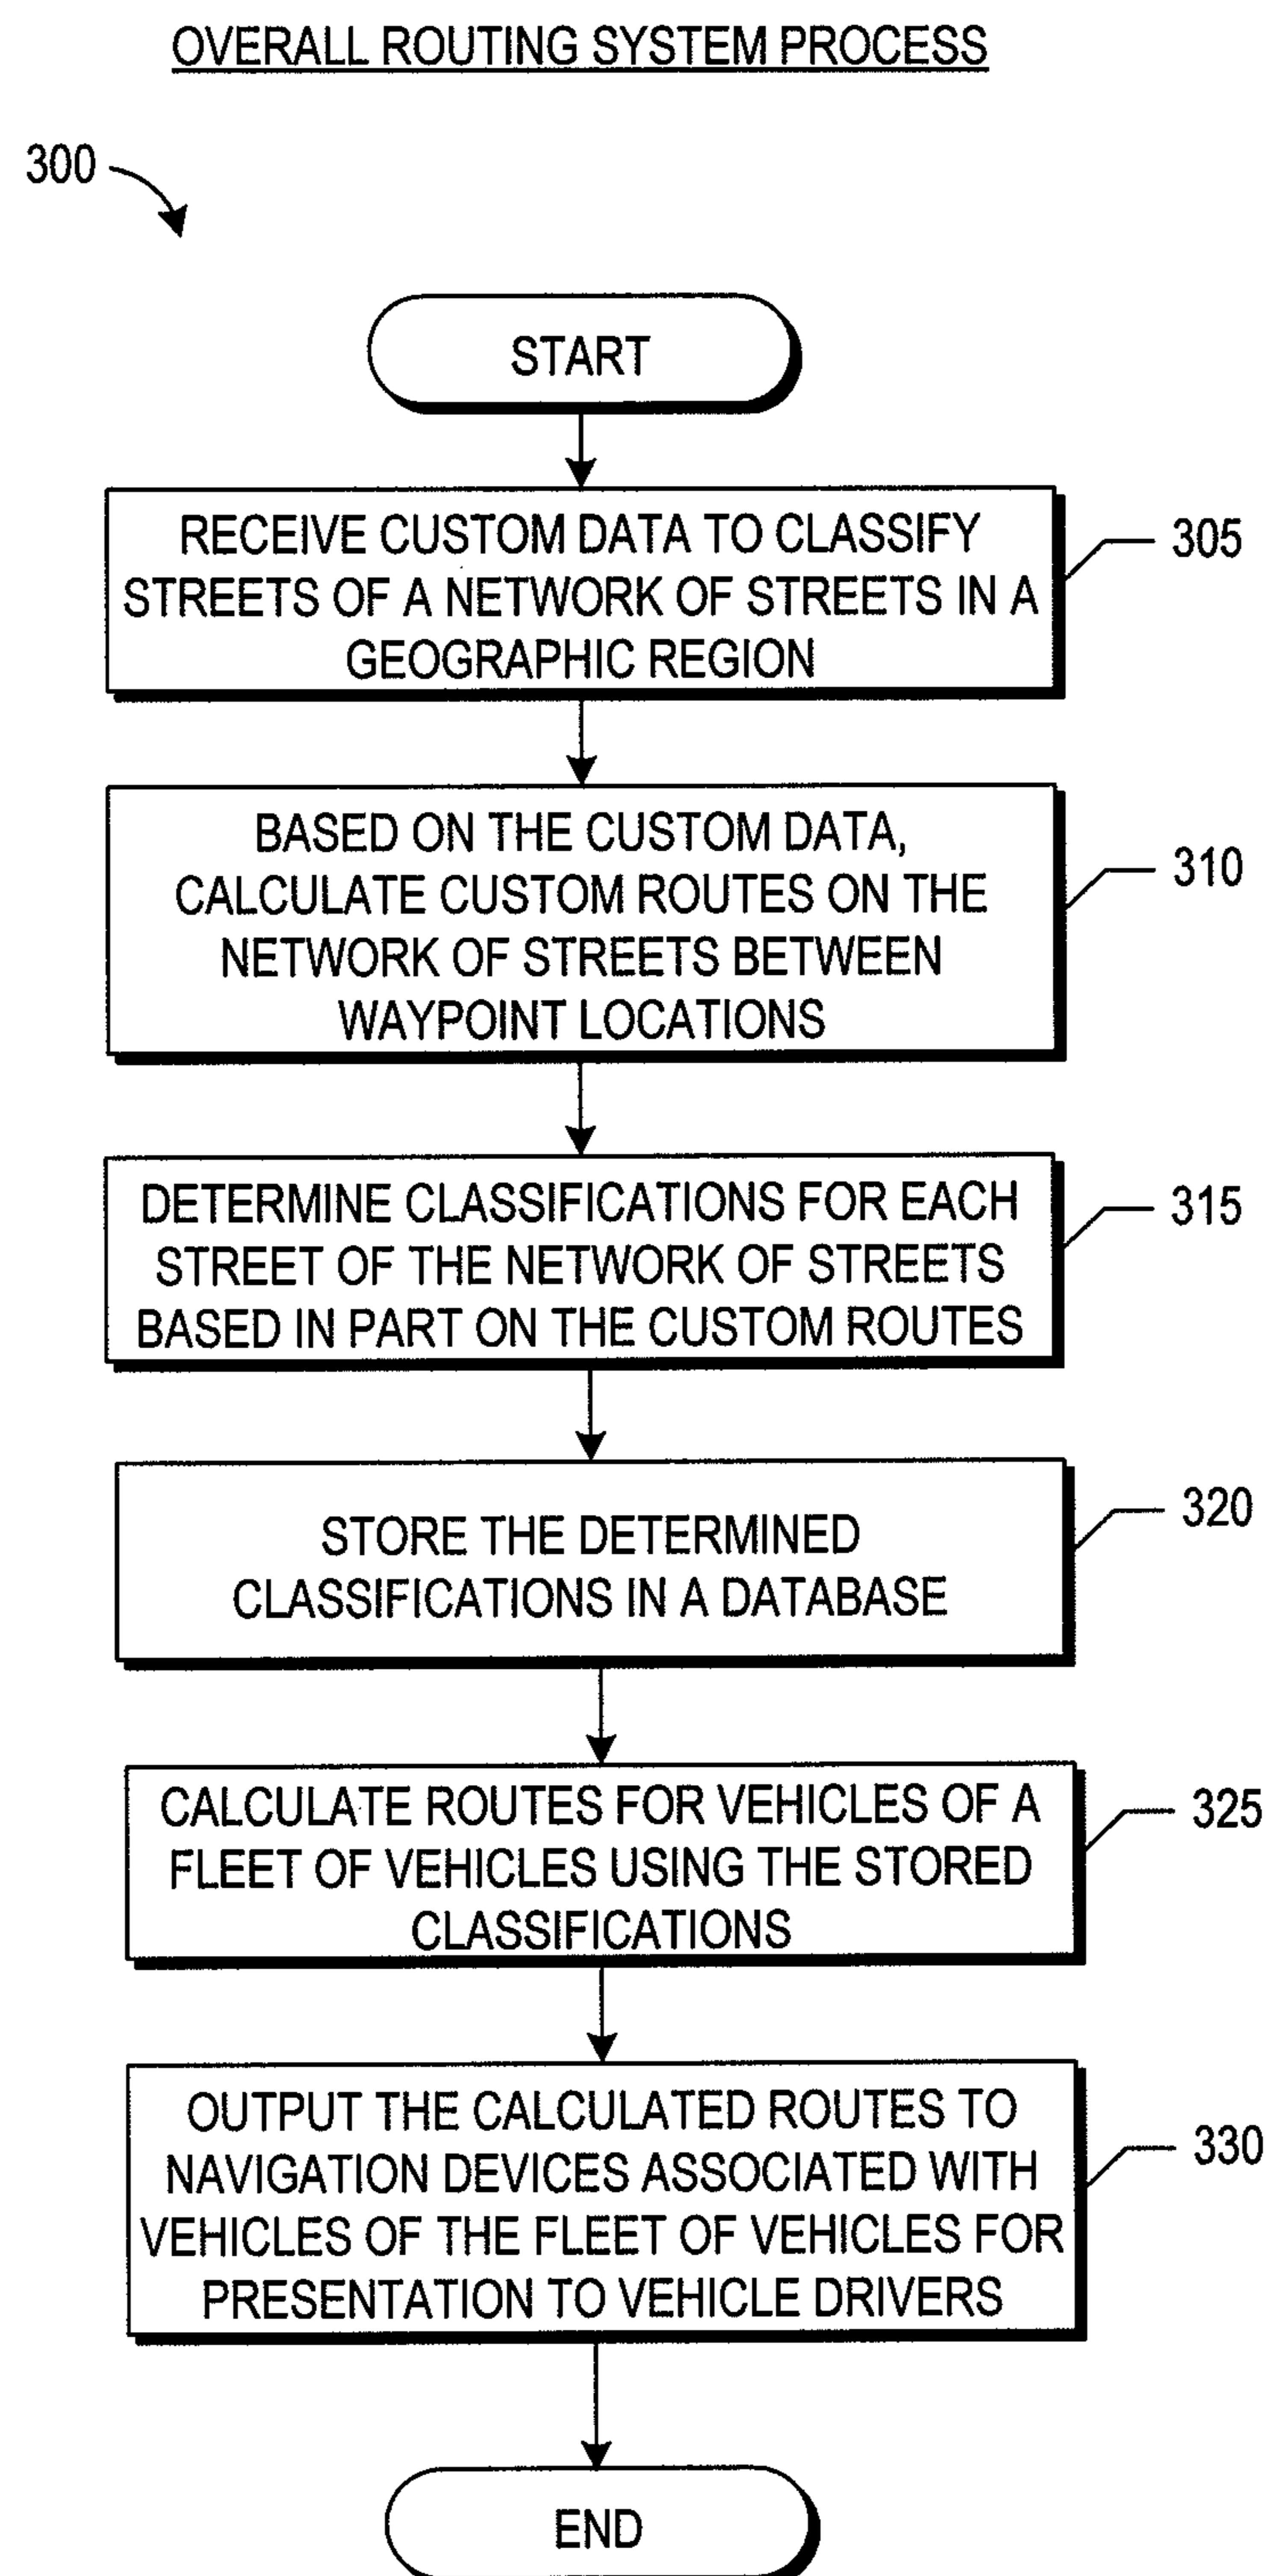 OVERALL ROUTING SYSTEM PROCESS
300
START
RECEIVE CUSTOM DATA TO CLASSIFY
STREETS OF A NETWORK OF STREETS IN A
GEOGRAPHIC REGION
305
BASED ON THE CUSTOM DATA,
CALCULATE CUSTOM ROUTES ON THE
NETWORK OF STREETS BETWEEN
WAYPOINT LOCATIONS
310
DETERMINE CLASSIFICATIONS FOR EACH
STREET OF THE NETWORK OF STREETS
BASED IN PART ON THE CUSTOM ROUTES
315
STORE THE DETERMINED
CLASSIFICATIONS IN A DATABASE
320
CALCULATE ROUTES FOR VEHICLES OF A
FLEET OF VEHICLES USING THE STORED
CLASSIFICATIONS
325
OUTPUT THE CALCULATED ROUTES TO
NAVIGATION DEVICES ASSOCIATED WITH
VEHICLES OF THE FLEET OF VEHICLES FOR
PRESENTATION TO VEHICLE DRIVERS
330
END